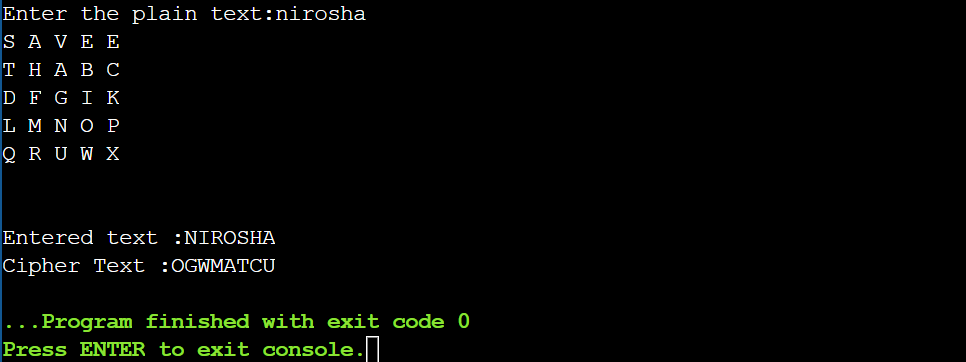 Enter the plain text:nirosha
S A V E E
T H A B C
D F G I K
L M N O P
Q R U W X
Entered text :NIROSHA
Cipher Text :OGWMATCU
...Program finished with exit code 0
Press ENTER to exit console.